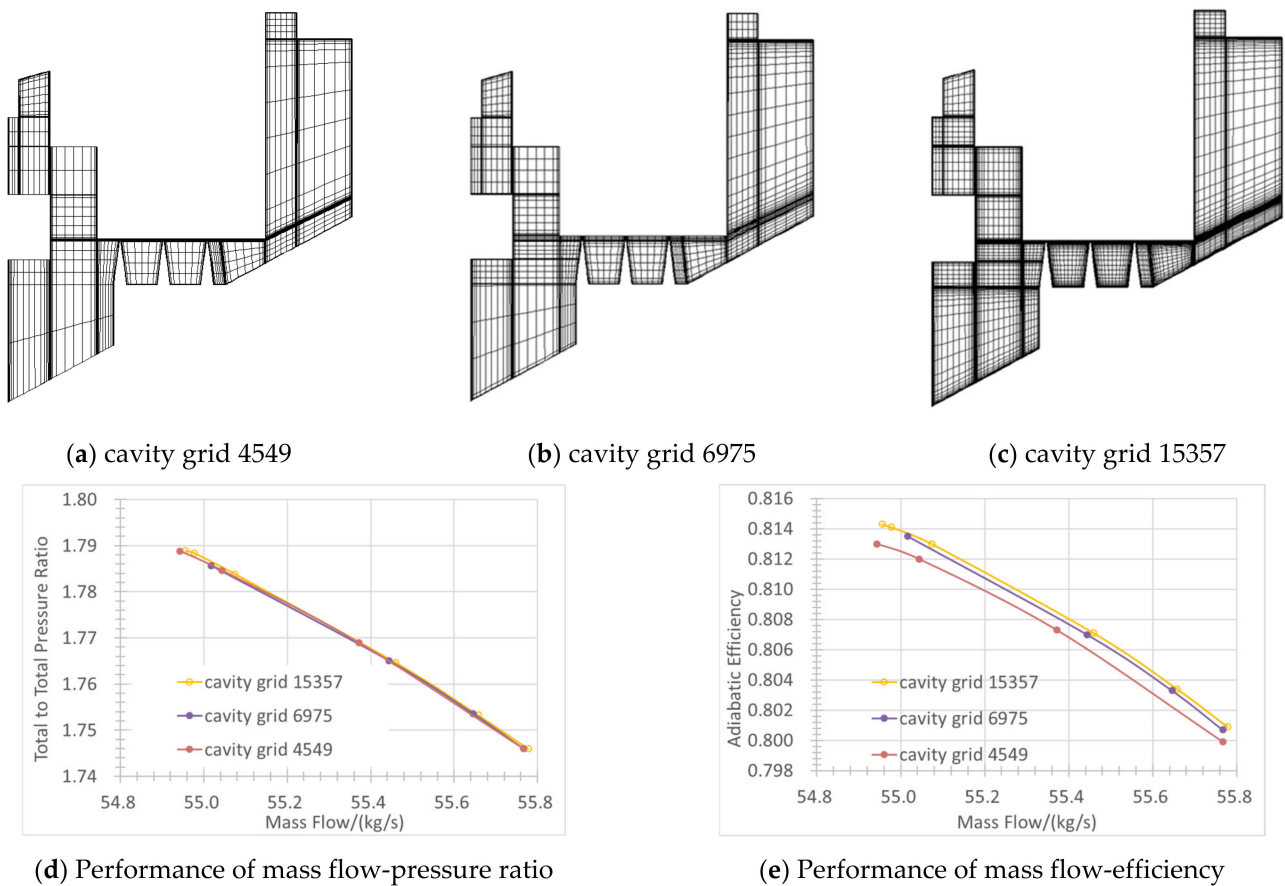 (a) cavity grid 4549
(b) cavity grid 6975
(c) cavity grid 15357
Total to Total Pressure Ratio
1.80
1.79
1.78
1.77
1.76
1.75
1.74
cavity grid 15357
cavity grid 6975
cavity grid 4549
54.8 55.0 55.2 55.4 55.6 55.8
Mass Flow/(kg/s)
Adiabatic Efficiency
0.816
0.814
0.812
0.810
0.808
0.806
0.804
0.802
0.800
0.798
cavity grid 15357
cavity grid 6975
cavity grid 4549
54.8 55.0 55.2 55.4 55.6 55.8
Mass Flow/(kg/s)
(d) Performance of mass flow-pressure ratio
(e) Performance of mass flow-efficiency